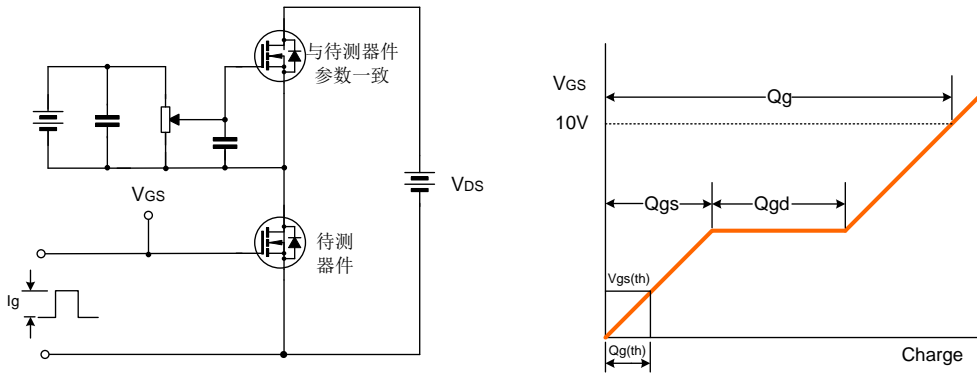 与待测器件
参数一致
VGS
VDS
待测
器件
Ig
VGS
10V
Qg
Qgs
Qgd
Vgs(th)
Qg(th)
Charge